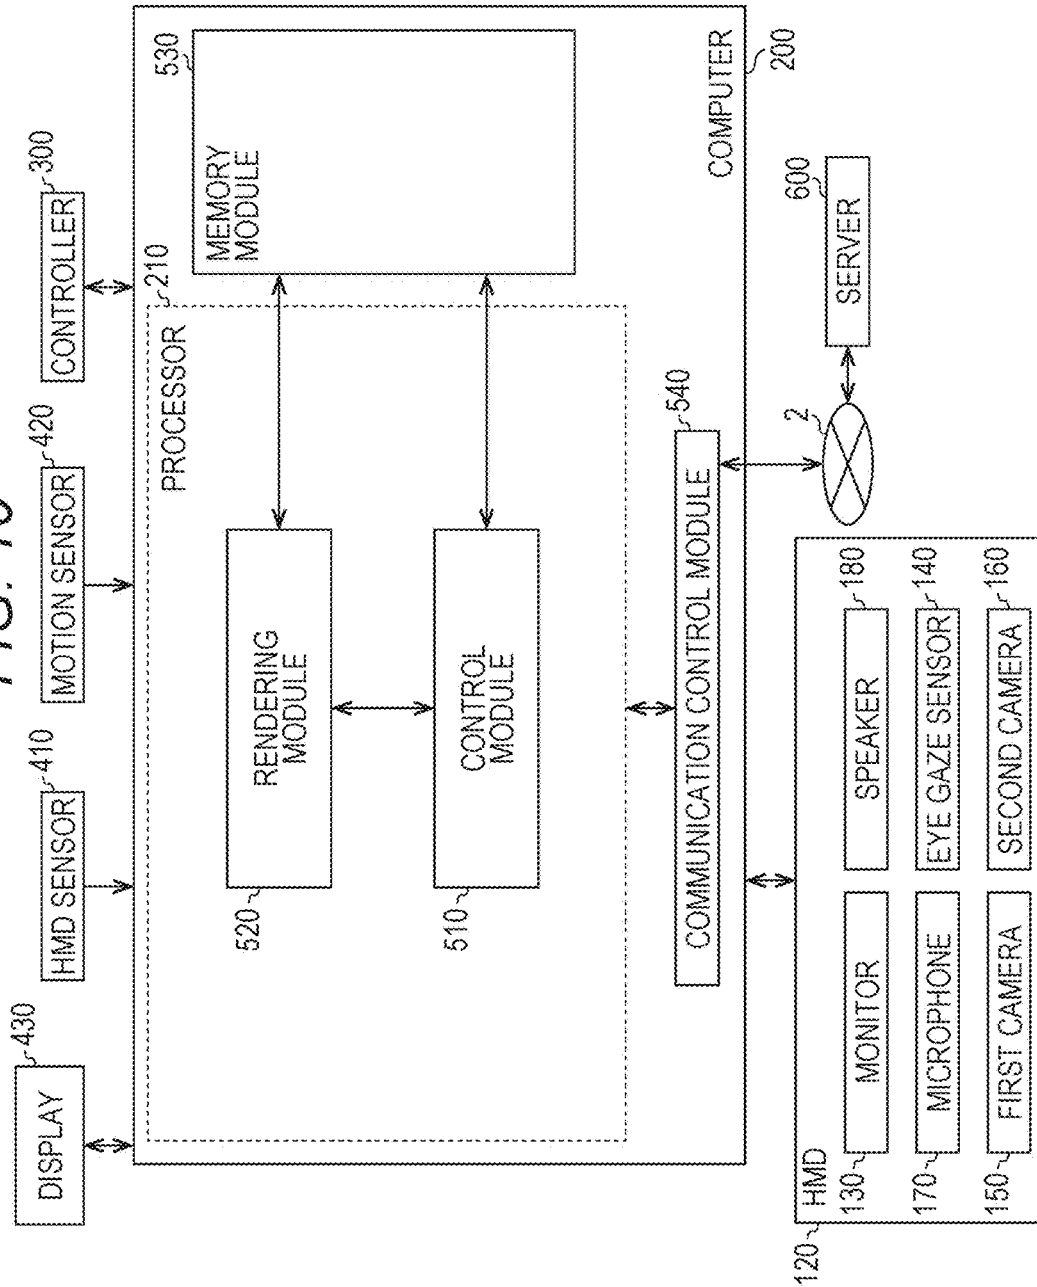 FIG.
430
DISPLAY
410
HMD SENSOR
420
MOTION SENSOR
300
CONTROLLER
210
PROCESSOR
530
MEMORY
MODULE
520
RENDERING
MODULE
510
CONTROL
MODULE
540
COMMUNICATION CONTROL MODULE
COMPUTER
200
120
HMD
130
MONITOR
SPEAKER
180
170
MICROPHONE
EYE GAZE SENSOR
140
150
FIRST CAMERA
SECOND CAMERA
160
2
600
SERVER